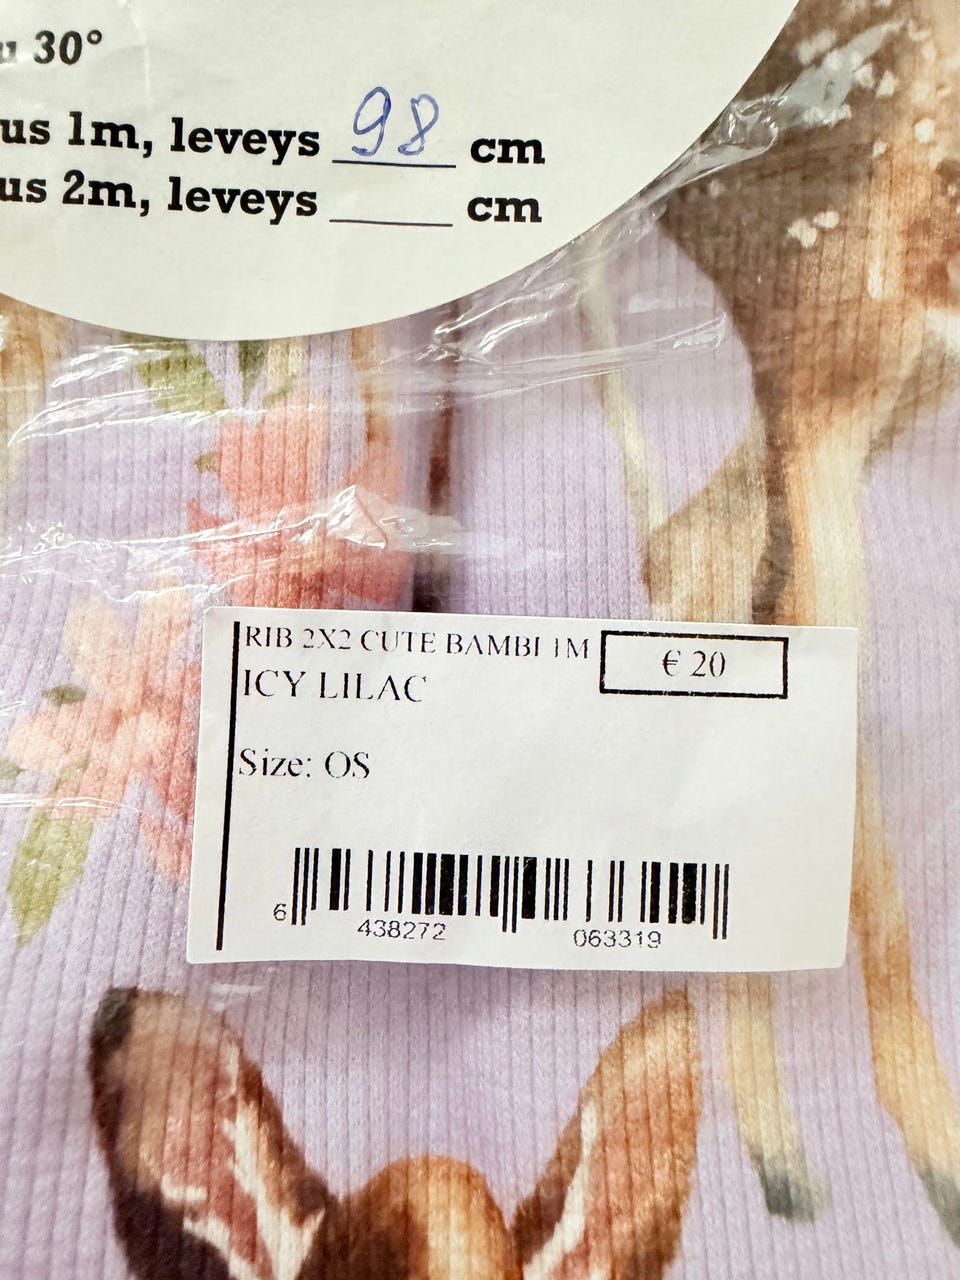 30°
us 1m, leveys 98 cm
us 2m, leveys ____ cm
RIB 2X2 CUTE BAMBI 1M
€ 20
ICY LILAC
Size: OS
6 438272 063319